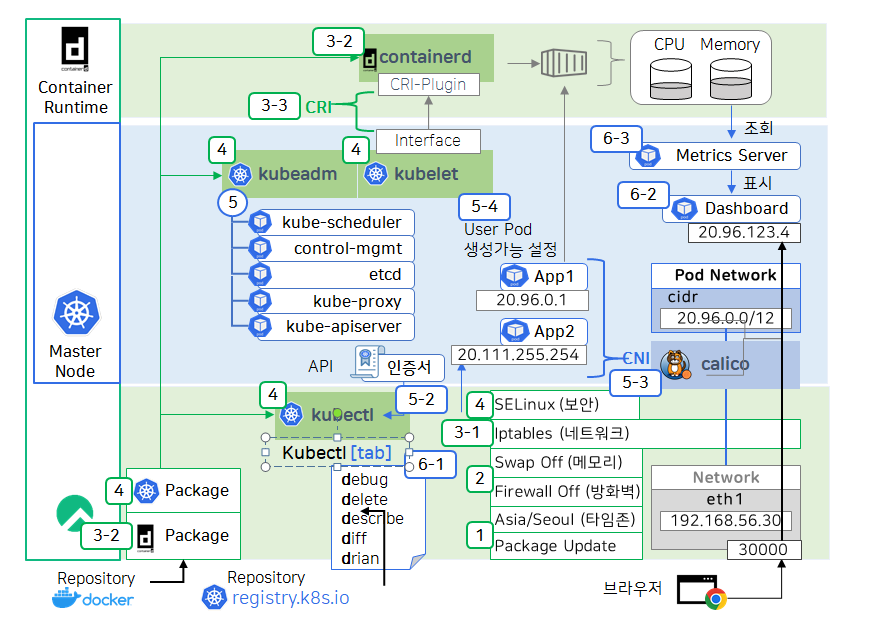 containerd
Container
Runtime
3-2
containerd
CRI-Plugin
3-3
CRI
Interface
CPU
Memory
조회
6-3
Metrics Server
표시
6-2
Dashboard
20.96.123.4
4
kubeadm
4
kubelet
5
kube-scheduler
control-mgmt
etcd
kube-proxy
kube-apiserver
5-4
User Pod
생성가능 설정
App1
20.96.0.1
App2
20.111.255.254
Pod Network
cidr
20.96.0.0/12
CNI
calico
5-3
Master
Node
API
인증서
5-2
4
kubectl
Kubectl [tab]
6-1
debug
delete
describe
diff
drian
4
SELinux (보안)
3-1
Iptables (네트워크)
2
Swap Off (메모리)
Firewall Off (방화벽)
1
Asia/Seoul (타임존)
Package Update
Network
eth1
192.168.56.30
30000
4
Package
3-2
Package
Repository
docker
Repository
registry.k8s.io
브라우저